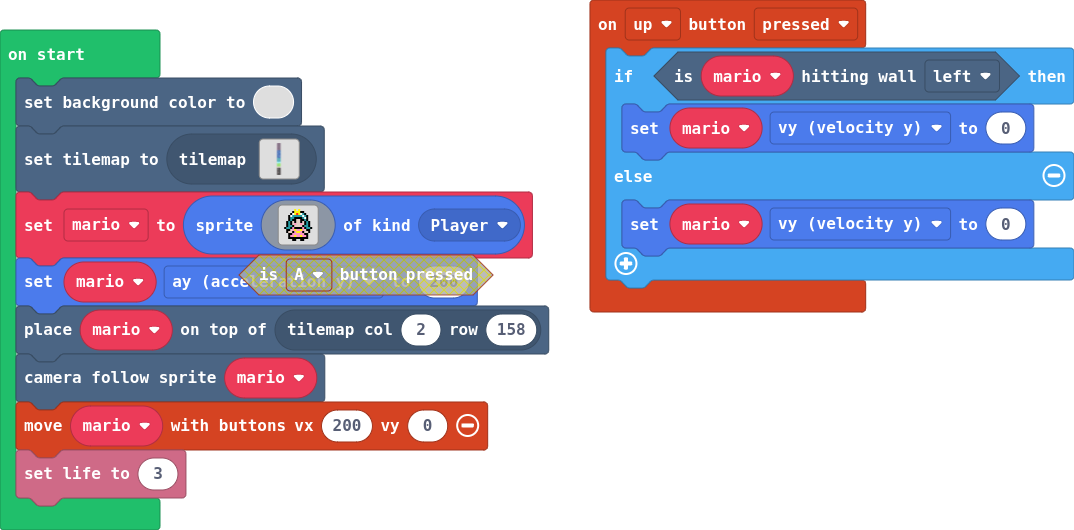 on start
set background color to
set tilemap to tilemap
set mario to sprite of kind Player
set mario ay (acceleration y) to 200
is A button pressed
place mario on top of tilemap col 2 row 158
camera follow sprite mario
move mario with buttons vx 200 vy 0
set life to 3
on up button pressed
if is mario hitting wall left then
set mario vy (velocity y) to 0
else
set mario vy (velocity y) to 0